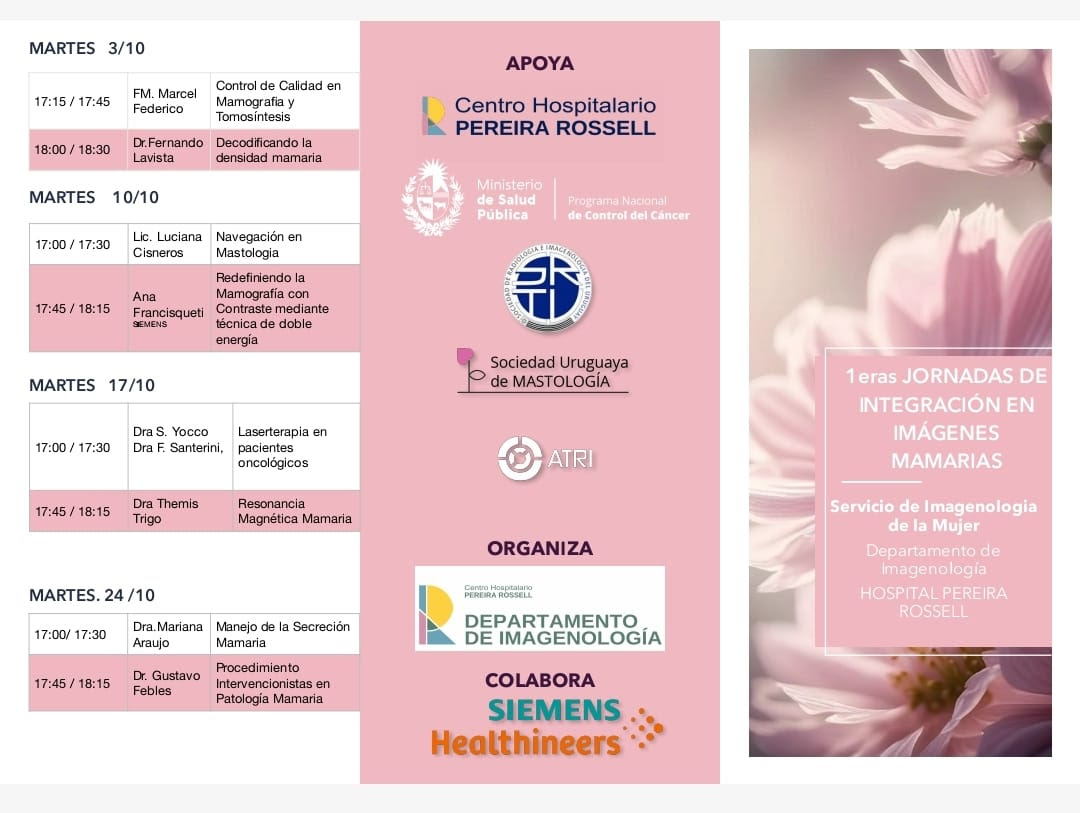 MARTES 3/10
17:15 / 17:45
FM. Marcel
Federico
Control de Calidad en
Mamografia y
Tomosíntesis
18:00 / 18:30
Dr.Fernando
Lavista
Decodificando la
densidad mamaria
MARTES 10/10
17:00 / 17:30
Lic. Luciana
Cisneros
Navegación en
Mastologia
17:45 / 18:15
Ana
Francisqueti
SIEMENS
Redefiniendo la
Mamografía con
Contraste mediante
técnica de doble
energía
MARTES 17/10
17:00 / 17:30
Dra S. Yocco
Dra F. Santerini,
Laserterapia en
pacientes
oncológicos
17:45 / 18:15
Dra Themis
Trigo
Resonancia
Magnética Mamaria
MARTES. 24 /10
17:00/ 17:30
Dra.Mariana
Araujo
Manejo de la Secreción
Mamaria
17:45 / 18:15
Dr. Gustavo
Febles
Procedimiento
Intervencionistas en
Patología Mamaria
APOYA
Centro Hospitalario
PEREIRA ROSSELL
Ministerio
de Salud
Pública
Programa Nacional
de Control del Cáncer
SOCIEDAD DE RADIOLOGIA E IMAGENOLOGIA DEL URUGUAY
SRI
Sociedad Uruguaya
de MASTOLOGÍA
ATRI
ORGANIZA
Centro Hospitalario
PEREIRA ROSSELL
DEPARTAMENTO
DE IMAGENOLOGÍA
COLABORA
SIEMENS
Healthineers
1eras JORNADAS DE
INTEGRACIÓN EN
IMÁGENES
MAMARIAS
Servicio de Imagenologia
de la Mujer
Departamento de
Imagenología
HOSPITAL PEREIRA
ROSSELL